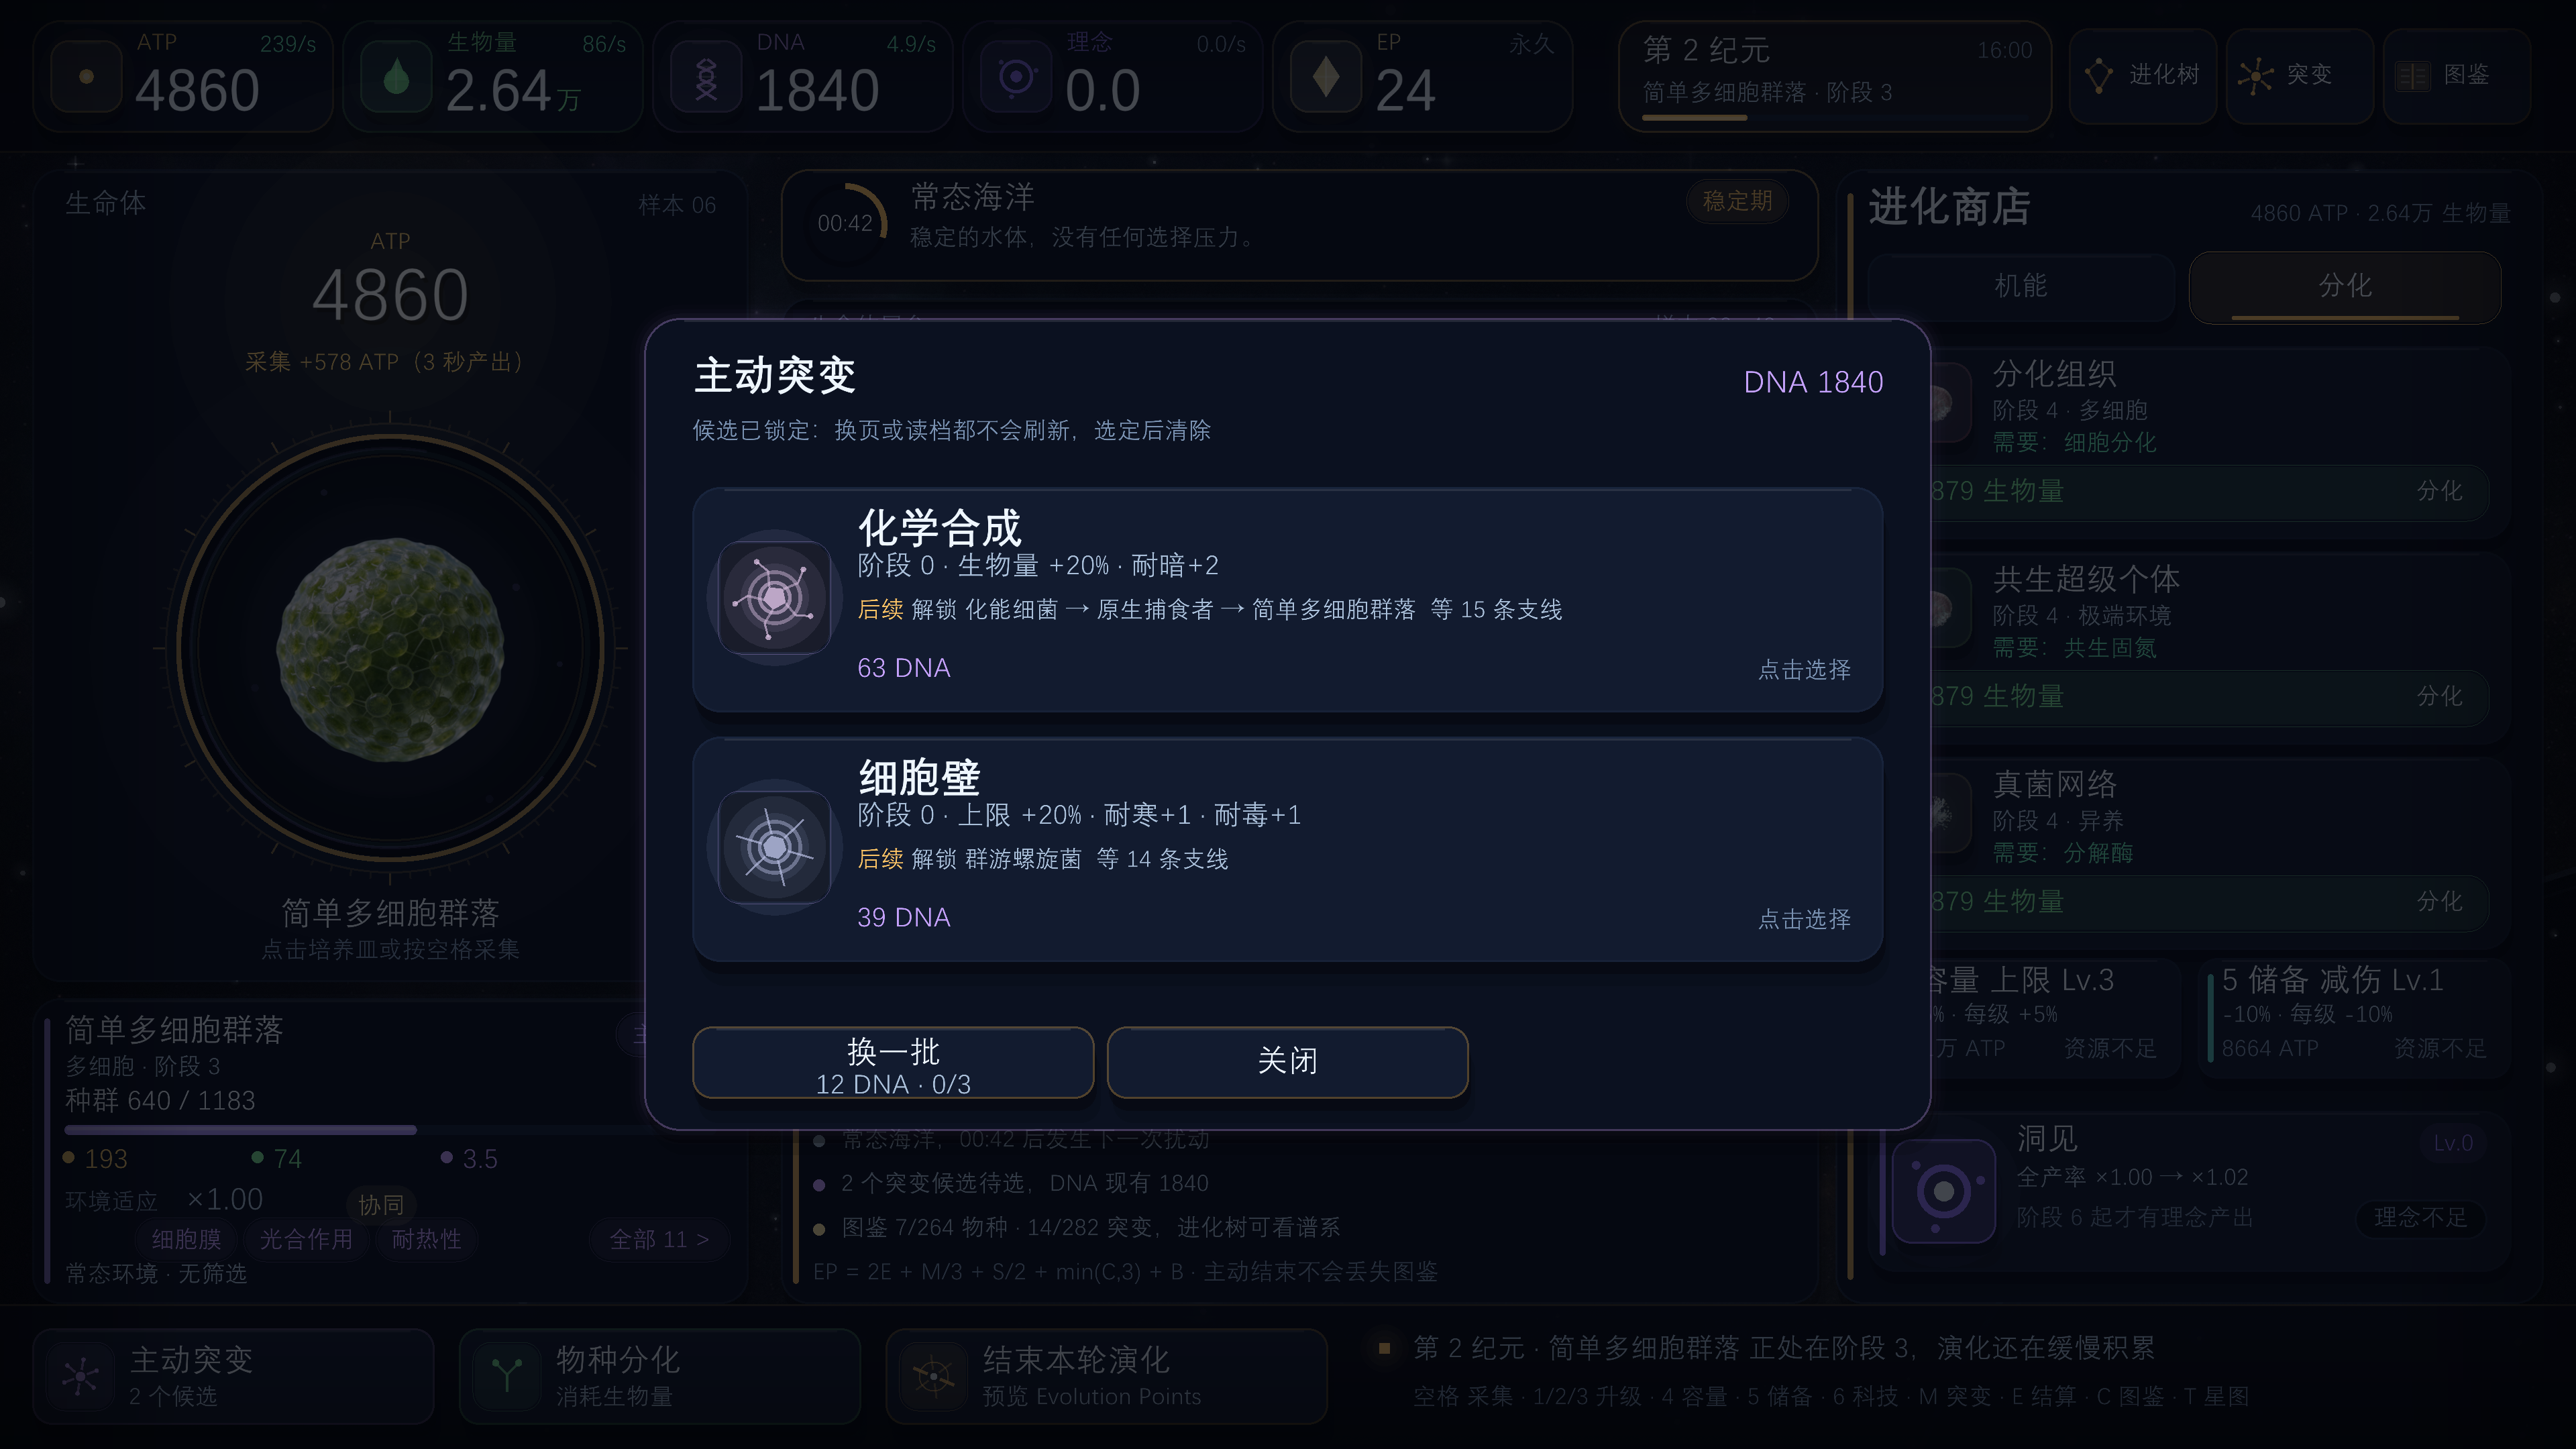 ATP 239/s
4860
生物量 86/s
2.64万
DNA 4.9/s
1840
理念 0.0/s
0.0
EP 永久
24
第 2 纪元 16:00
简单多细胞群落 · 阶段 3
进化树
突变
图鉴
生命体 样本 06
ATP
4860
采集 +578 ATP（3 秒产出）
简单多细胞群落
点击培养皿或按空格采集
00:42
常态海洋 稳定期
稳定的水体，没有任何选择压力。
进化商店 4860 ATP · 2.64万 生物量
机能 分化
分化组织
阶段 4 · 多细胞
需要：细胞分化
879 生物量 分化
共生超级个体
阶段 4 · 极端环境
需要：共生固氮
879 生物量 分化
真菌网络
阶段 4 · 异养
需要：分解酶
879 生物量 分化
容量 上限 Lv.3
% · 每级 +5%
万 ATP 资源不足
5 储备 减伤 Lv.1
-10% · 每级 -10%
8664 ATP 资源不足
洞见 Lv.0
全产率 ×1.00 → ×1.02
阶段 6 起才有理念产出 理念不足
主动突变 DNA 1840
候选已锁定：换页或读档都不会刷新，选定后清除
化学合成
阶段 0 · 生物量 +20% · 耐暗+2
后续 解锁 化能细菌 → 原生捕食者 → 简单多细胞群落 等 15 条支线
63 DNA 点击选择
细胞壁
阶段 0 · 上限 +20% · 耐寒+1 · 耐毒+1
后续 解锁 群游螺旋菌 等 14 条支线
39 DNA 点击选择
换一批
12 DNA · 0/3
关闭
简单多细胞群落
多细胞 · 阶段 3
种群 640 / 1183
193 74 3.5
环境适应 ×1.00 协同
细胞膜 光合作用 耐热性 全部 11 >
常态环境 · 无筛选
常态海洋，00:42 后发生下一次扰动
2 个突变候选待选，DNA 现有 1840
图鉴 7/264 物种 · 14/282 突变，进化树可看谱系
EP = 2E + M/3 + S/2 + min(C,3) + B · 主动结束不会丢失图鉴
主动突变
2 个候选
物种分化
消耗生物量
结束本轮演化
预览 Evolution Points
第 2 纪元 · 简单多细胞群落 正处在阶段 3，演化还在缓慢积累
空格 采集 · 1/2/3 升级 · 4 容量 · 5 储备 · 6 科技 · M 突变 · E 结算 · C 图鉴 · T 星图